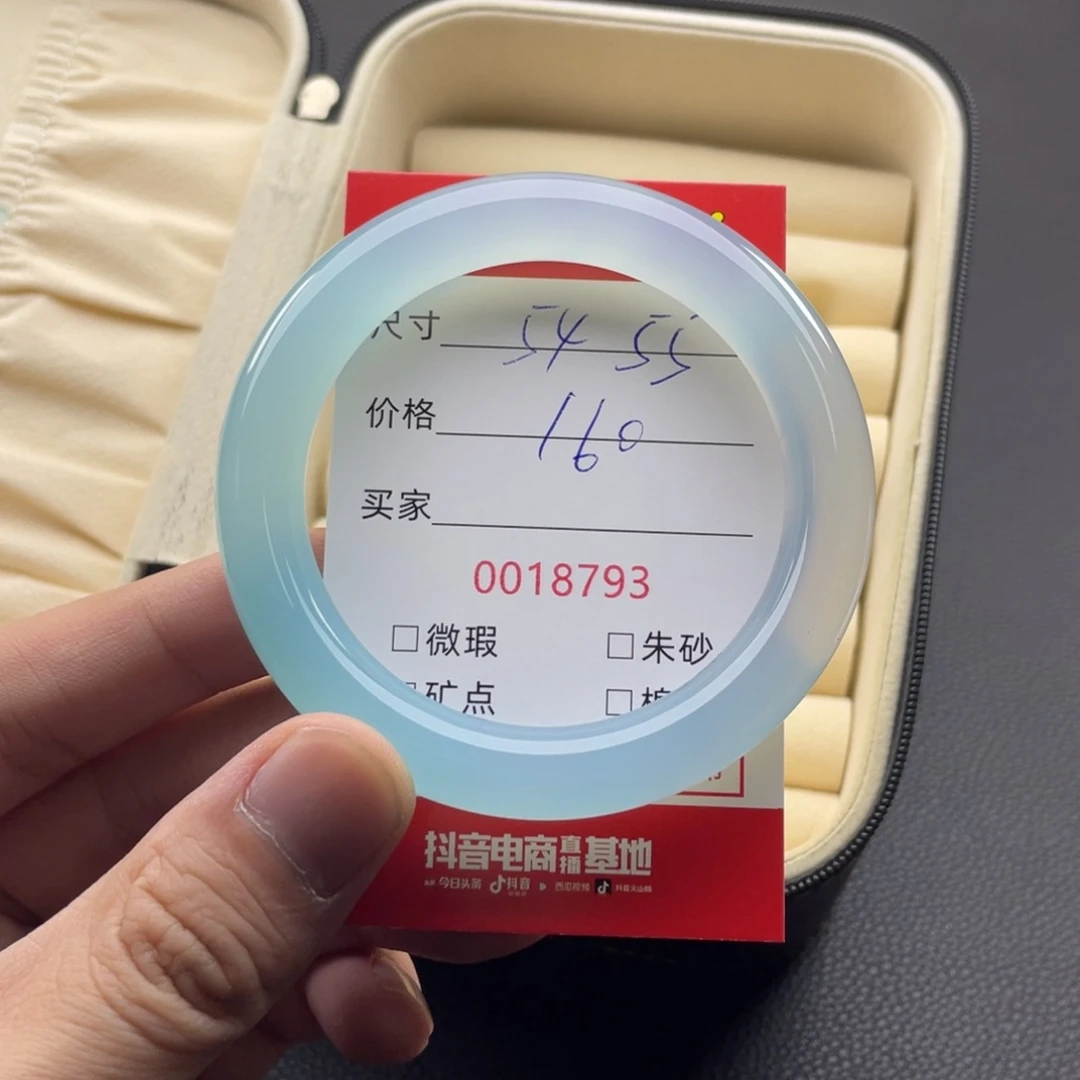 尺寸 54 55
价格 160
买家
0018793
□微瑕 □朱砂
□矿点 □棉
抖音电商直播基地
今日头条 抖音 西瓜视频 抖音火山版